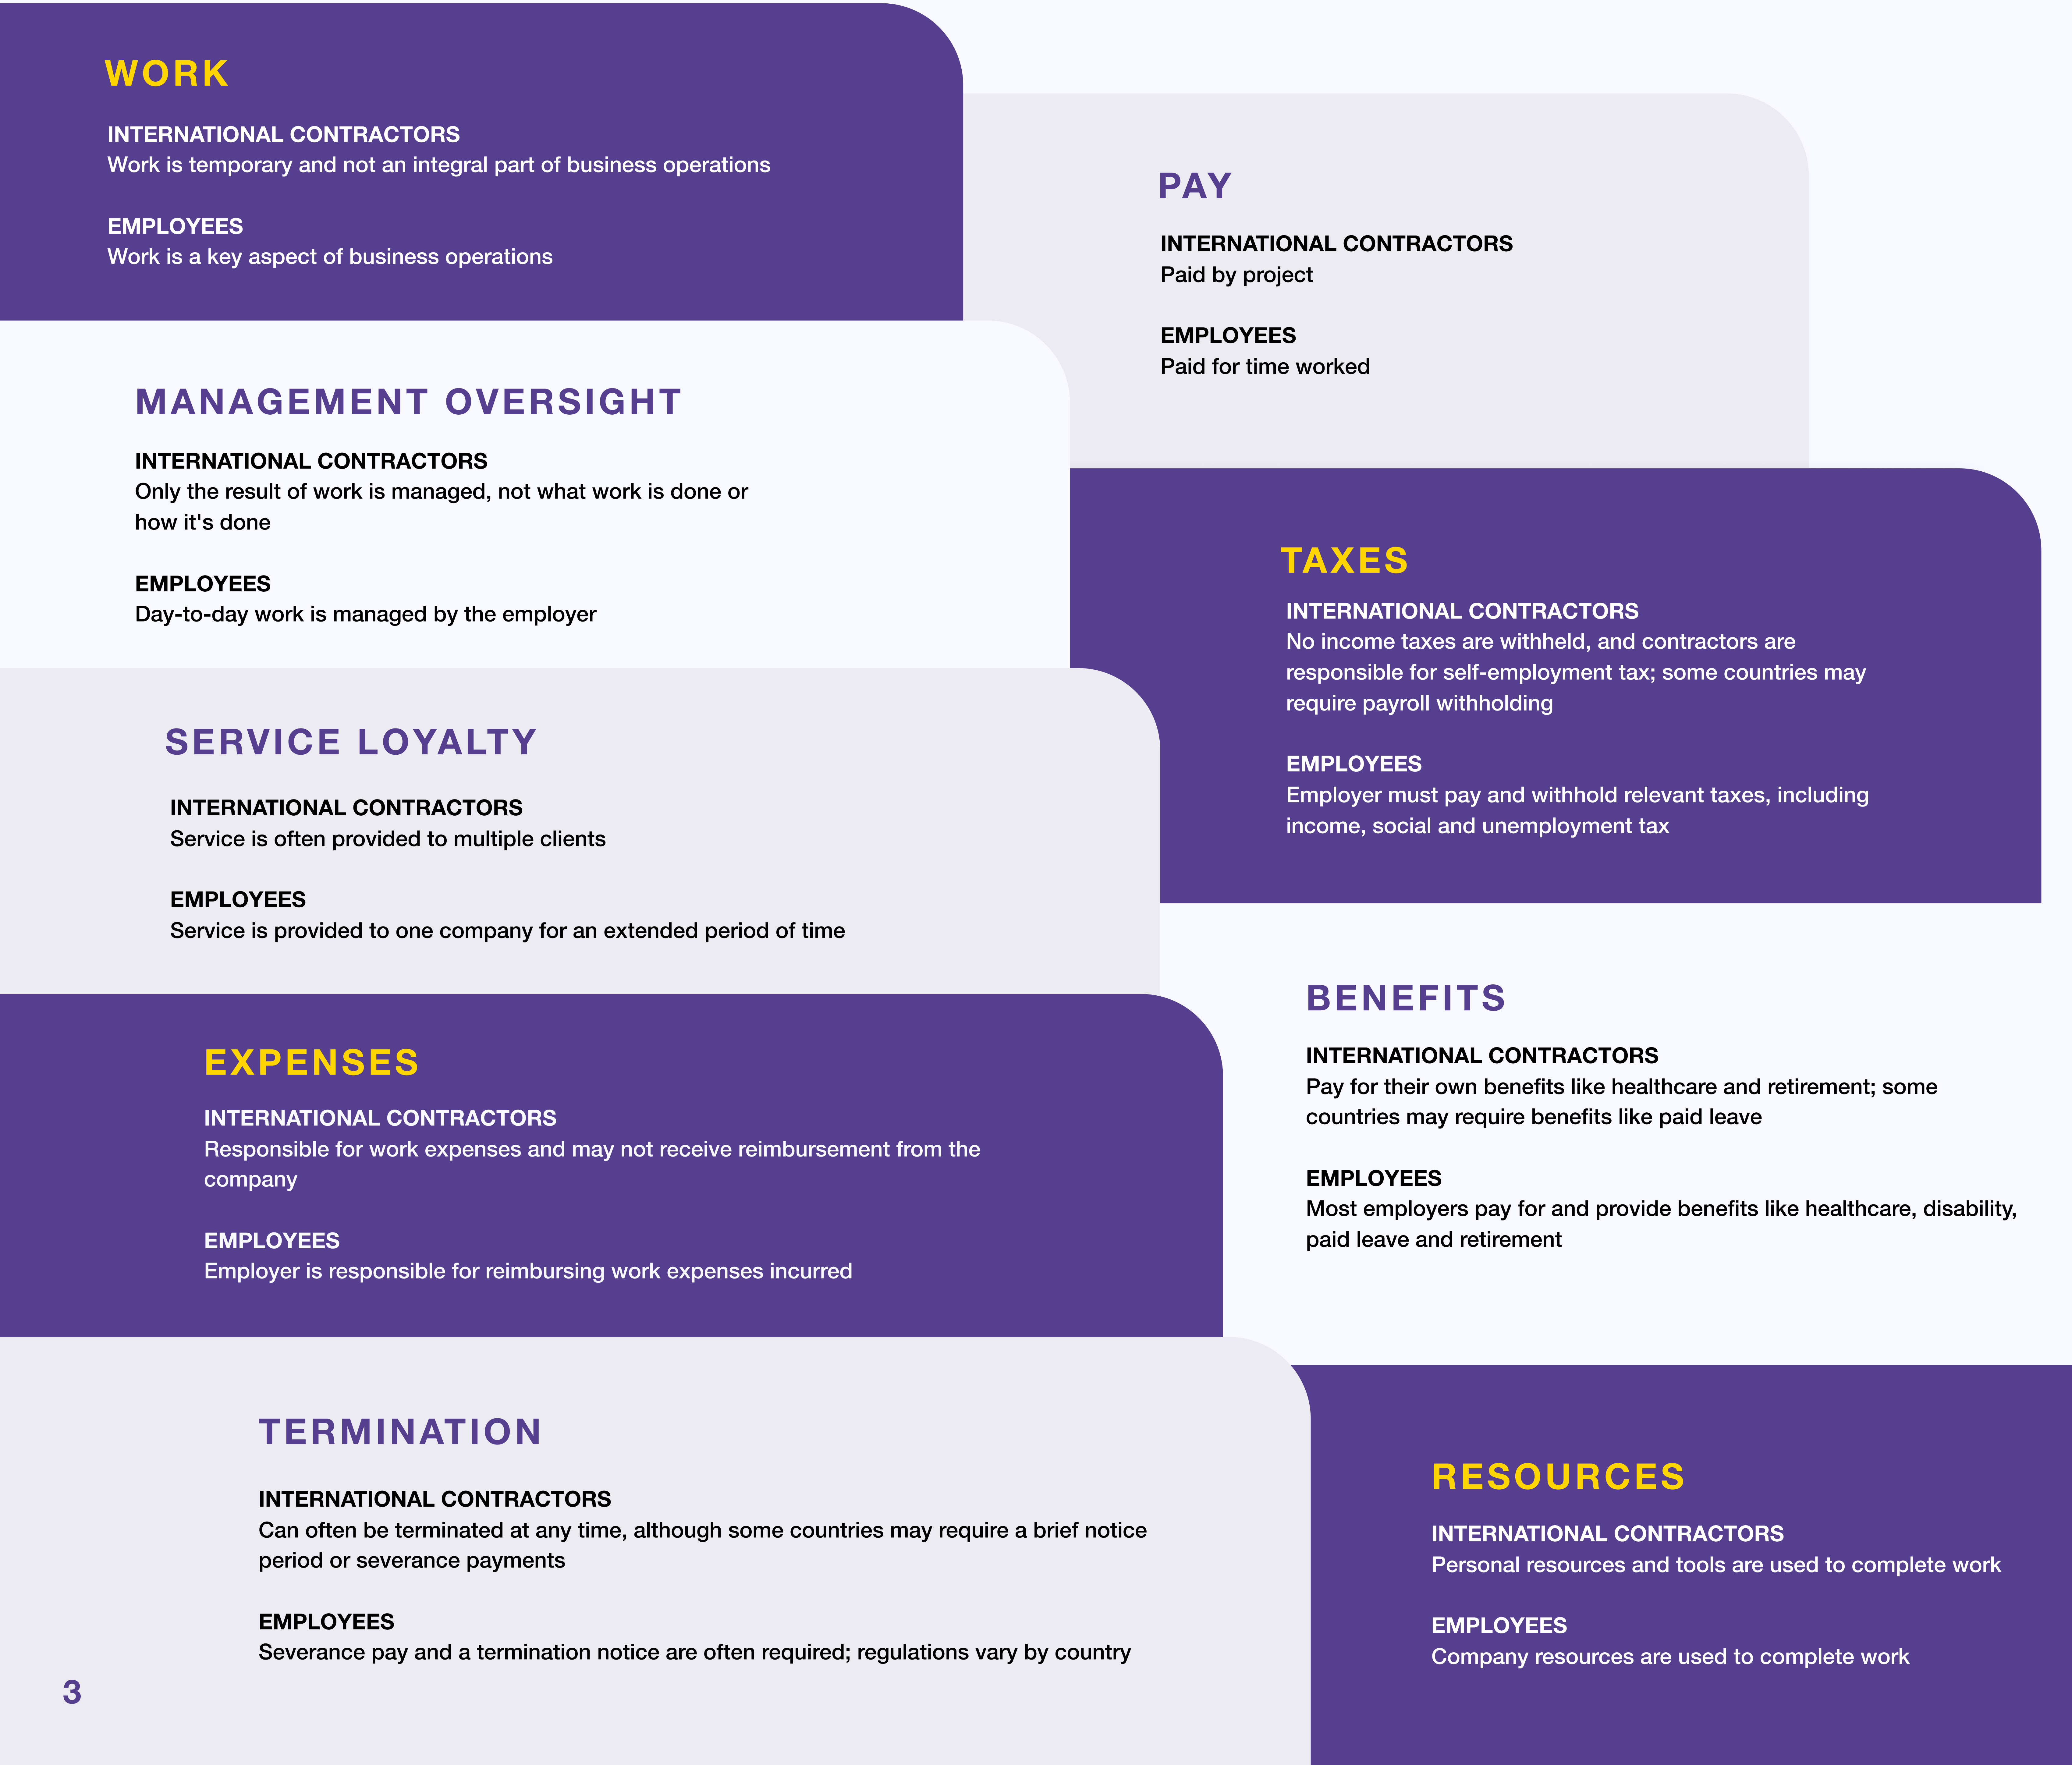 WORK
INTERNATIONAL CONTRACTORS
Work is temporary and not an integral part of business operations
EMPLOYEES
Work is a key aspect of business operations
PAY
INTERNATIONAL CONTRACTORS
Paid by project
EMPLOYEES
Paid for time worked
MANAGEMENT OVERSIGHT
INTERNATIONAL CONTRACTORS
Only the result of work is managed, not what work is done or
how it's done
EMPLOYEES
Day-to-day work is managed by the employer
TAXES
INTERNATIONAL CONTRACTORS
No income taxes are withheld, and contractors are
responsible for self-employment tax; some countries may
require payroll withholding
EMPLOYEES
Employer must pay and withhold relevant taxes, including
income, social and unemployment tax
SERVICE LOYALTY
INTERNATIONAL CONTRACTORS
Service is often provided to multiple clients
EMPLOYEES
Service is provided to one company for an extended period of time
BENEFITS
INTERNATIONAL CONTRACTORS
Pay for their own benefits like healthcare and retirement; some
countries may require benefits like paid leave
EMPLOYEES
Most employers pay for and provide benefits like healthcare, disability,
paid leave and retirement
EXPENSES
INTERNATIONAL CONTRACTORS
Responsible for work expenses and may not receive reimbursement from the
company
EMPLOYEES
Employer is responsible for reimbursing work expenses incurred
TERMINATION
INTERNATIONAL CONTRACTORS
Can often be terminated at any time, although some countries may require a brief notice
period or severance payments
EMPLOYEES
Severance pay and a termination notice are often required; regulations vary by country
RESOURCES
INTERNATIONAL CONTRACTORS
Personal resources and tools are used to complete work
EMPLOYEES
Company resources are used to complete work
3